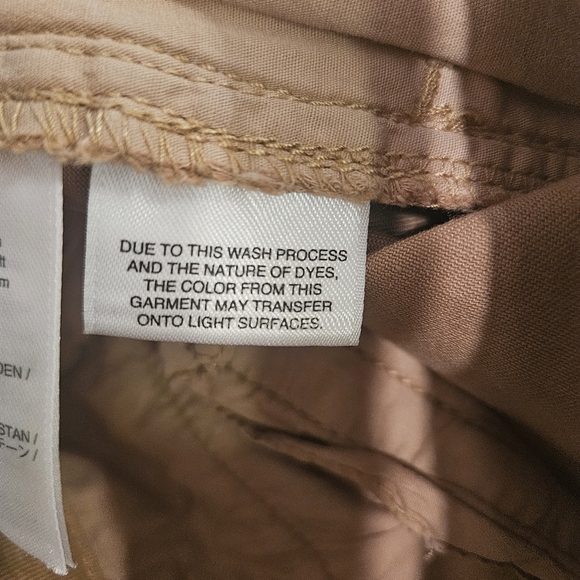 DUE TO THIS WASH PROCESS
AND THE NATURE OF DYES,
THE COLOR FROM THIS
GARMENT MAY TRANSFER
ONTO LIGHT SURFACES.